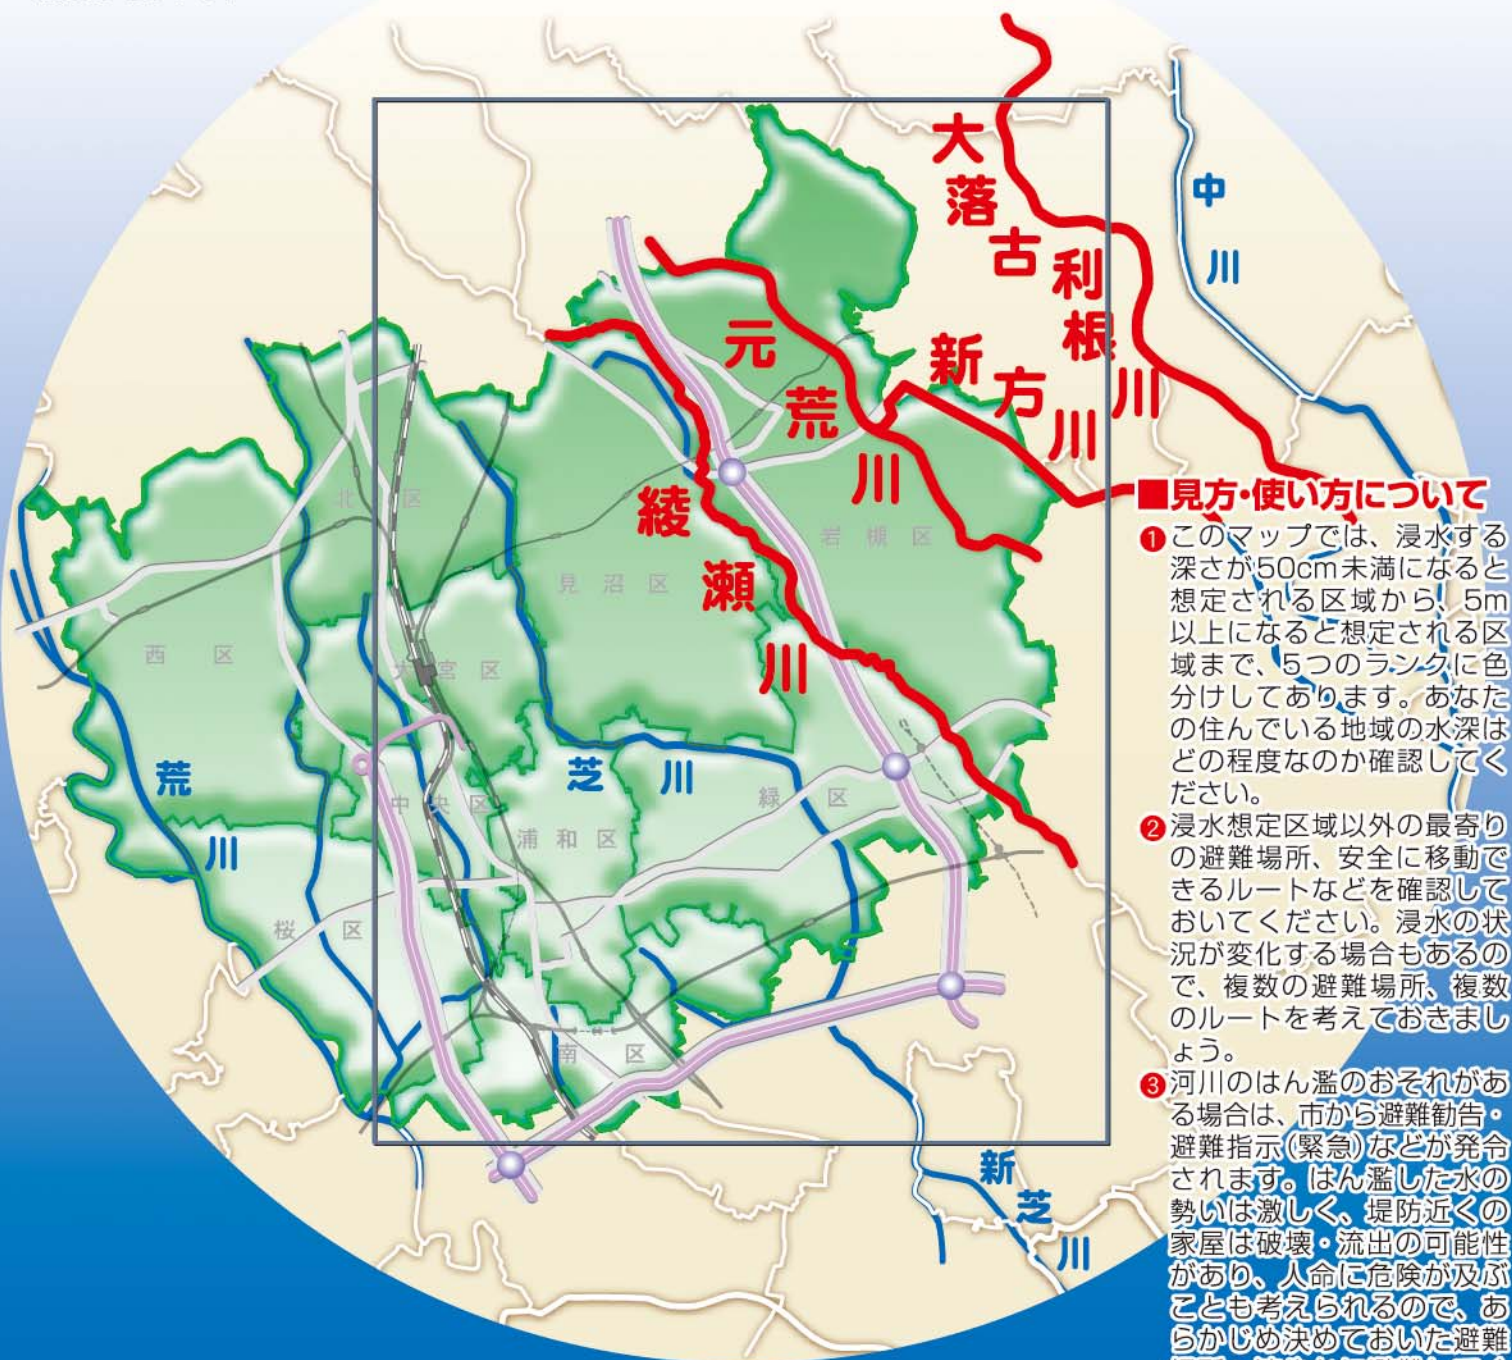 大落古利根川
中川
元荒川
新方川
綾瀬川
北区
岩槻区
見沼区
西区
大宮区
荒川
芝川
緑区
中央区
浦和区
桜区
南区
新芝川
■見方・使い方について
❶このマップでは、浸水する
深さが50cm未満になると
想定される区域から、5m
以上になると想定される区
域まで、5つのランクに色
分けしてあります。あなた
の住んでいる地域の水深は
どの程度なのか確認してく
ださい。
❷浸水想定区域以外の最寄り
の避難場所、安全に移動で
きるルートなどを確認して
おいてください。浸水の状
況が変化する場合もあるの
で、複数の避難場所、複数
のルートを考えておきまし
ょう。
❸河川のはん濫のおそれがあ
る場合は、市から避難勧告・
避難指示(緊急)などが発令
されます。はん濫した水の
勢いは激しく、堤防近くの
家屋は破壊・流出の可能性
があり、人命に危険が及ぶ
ことも考えられるので、あ
らかじめ決めておいた避難